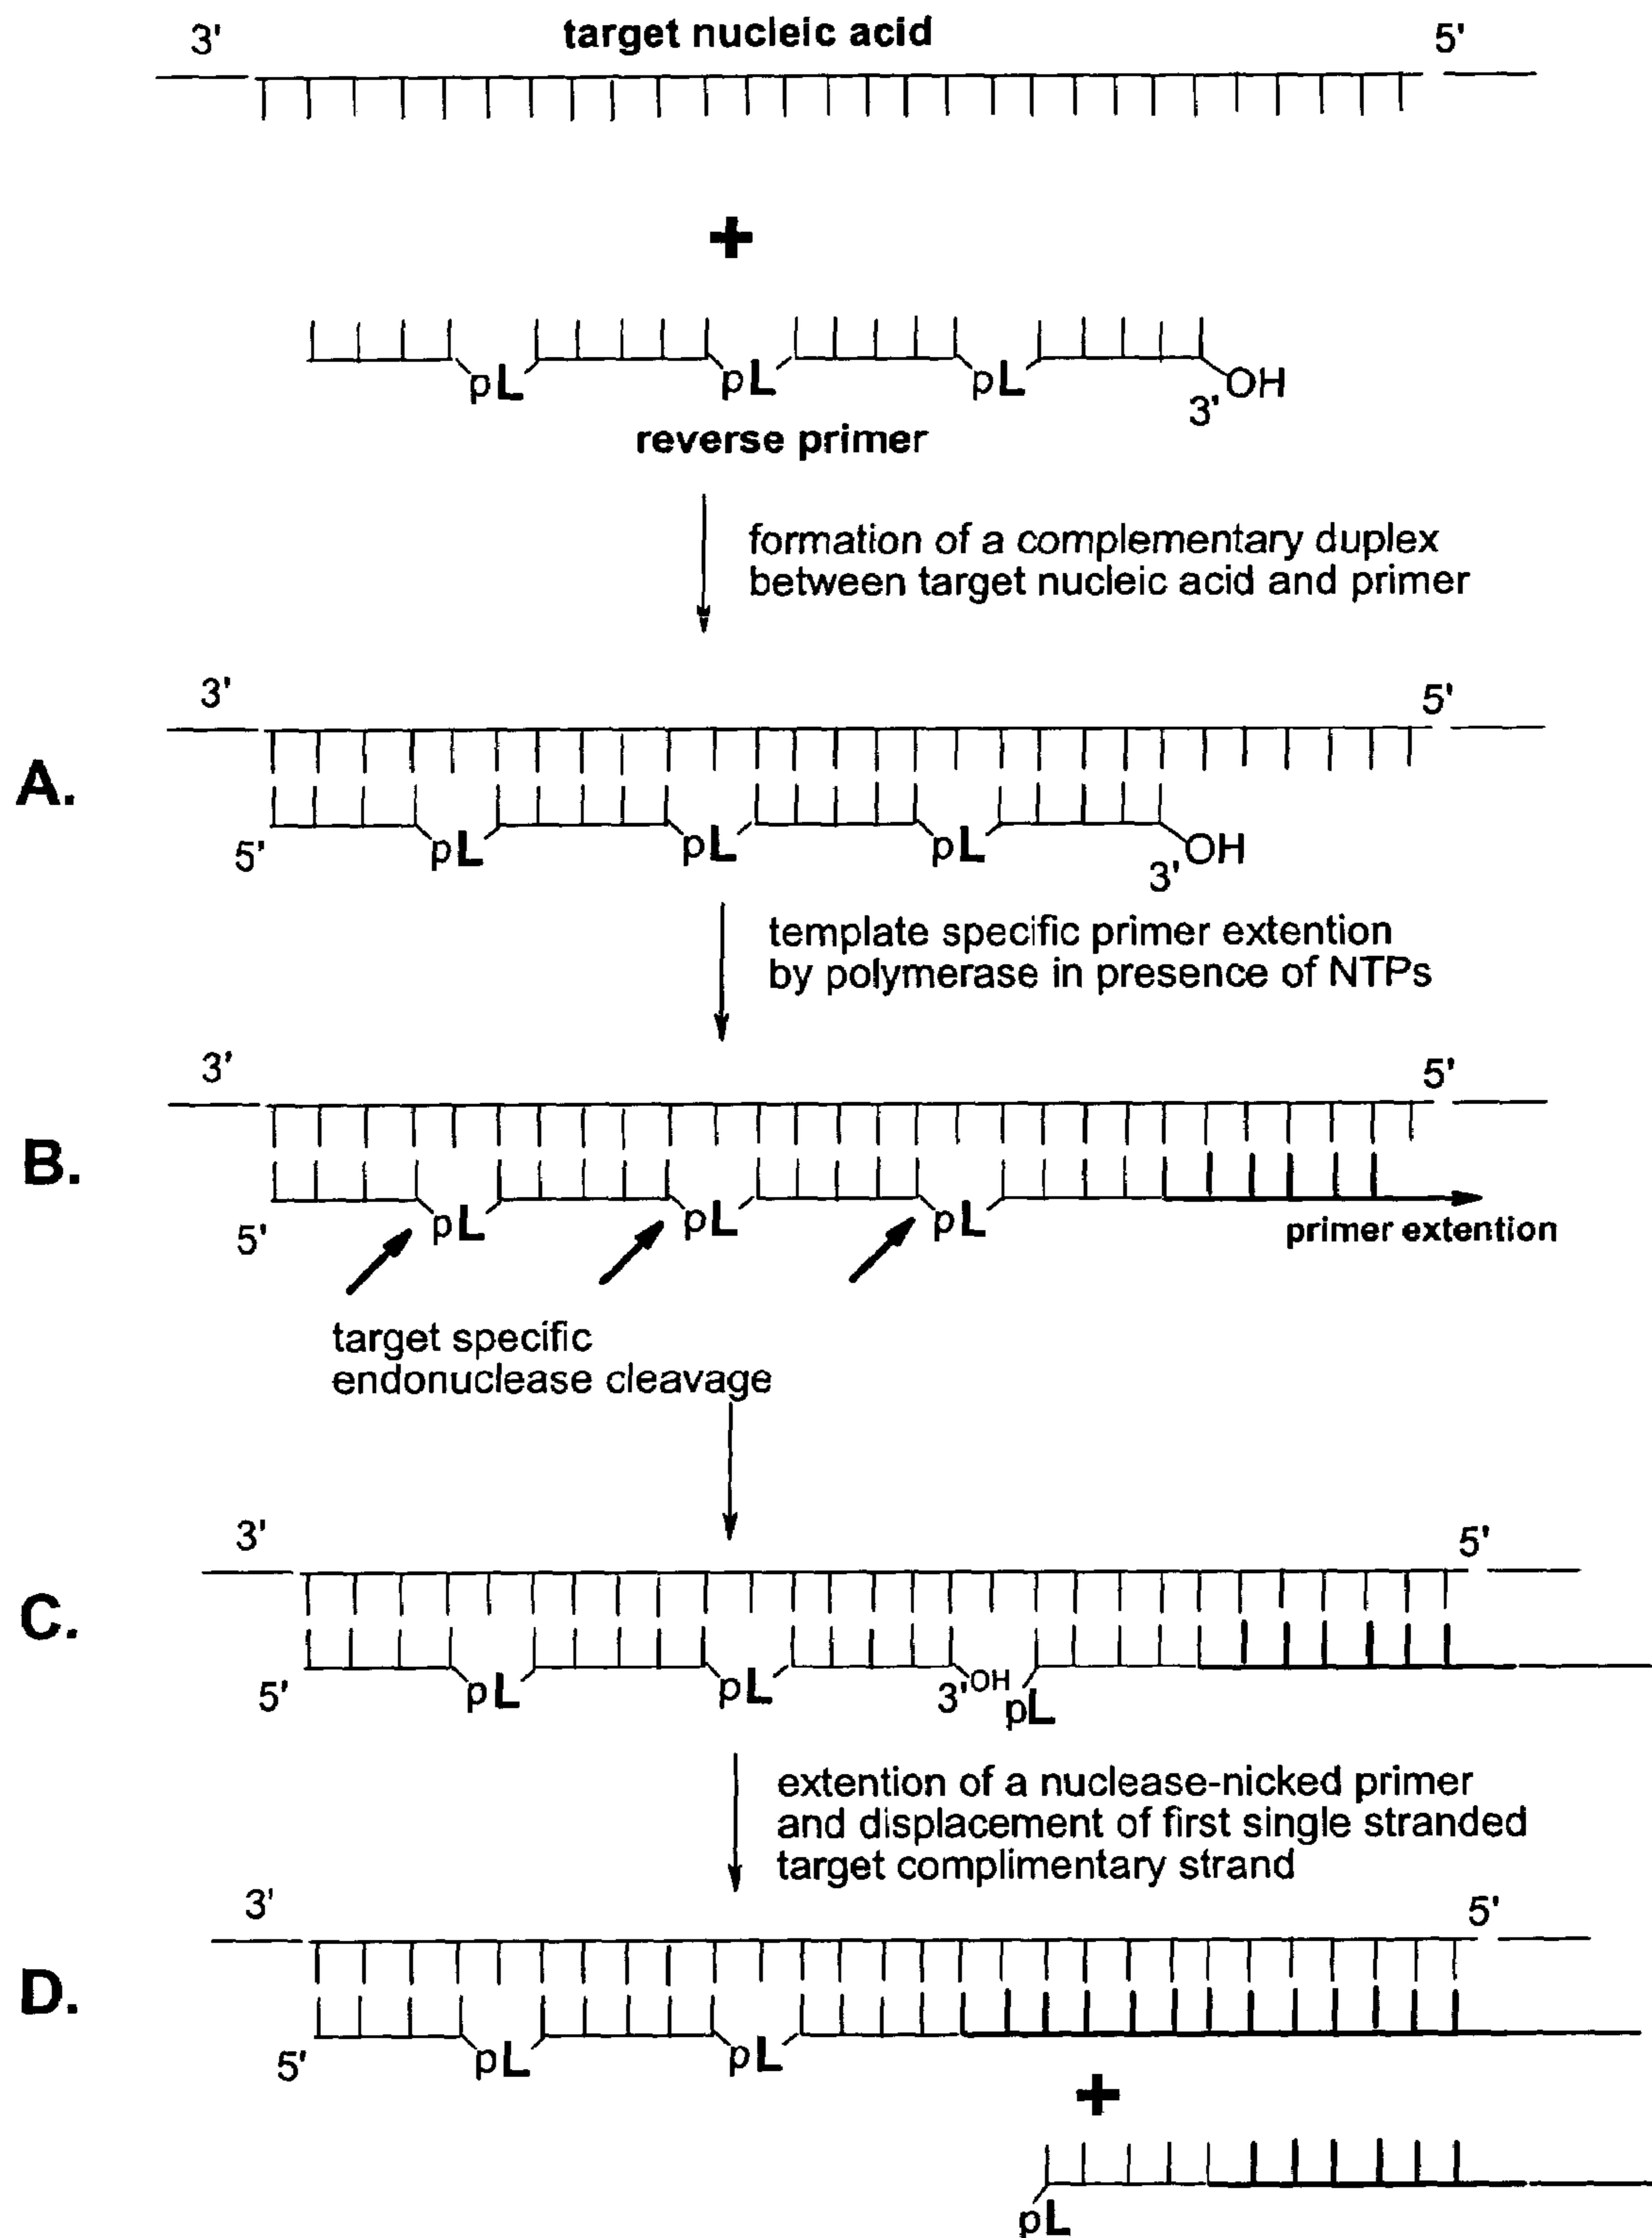 target nucleic acid
3' 5'
+
pL pL pL OH
3'
reverse primer
formation of a complementary duplex
between target nucleic acid and primer
3' 5'
A.
5' pL pL pL OH
3'
template specific primer extention
by polymerase in presence of NTPs
3' 5'
B.
5' pL pL pL
primer extention
target specific
endonuclease cleavage
3' 5'
C.
5' pL pL 3'OH pL
extention of a nuclease-nicked primer
and displacement of first single stranded
target complimentary strand
3' 5'
D.
5' pL pL
+
pL